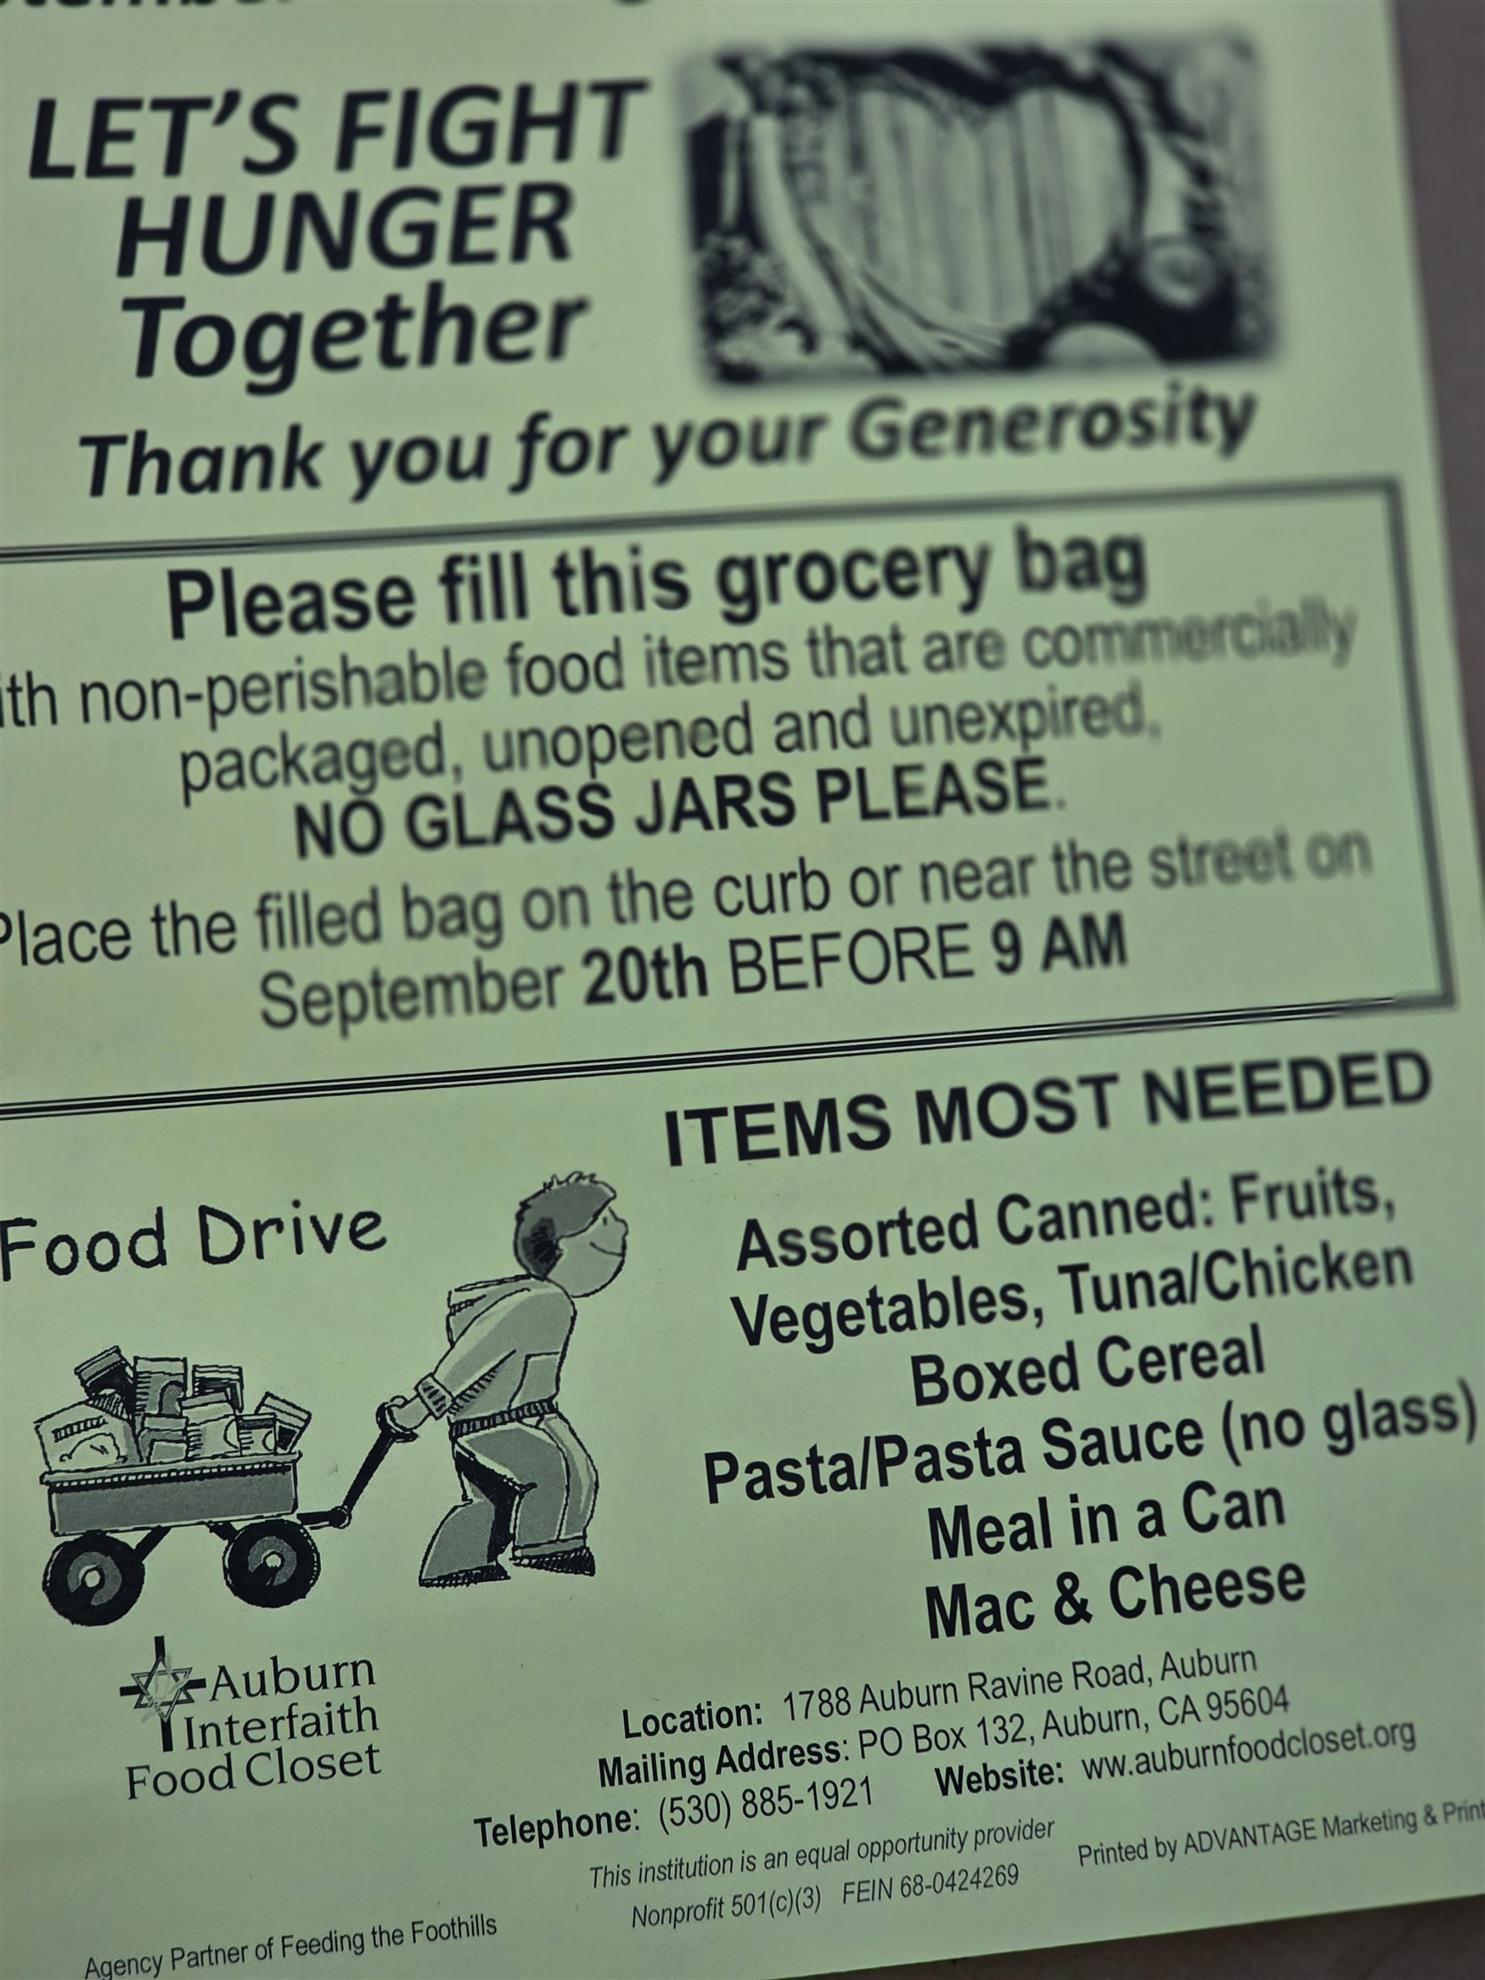 LET'S FIGHT
HUNGER
Together
Thank you for your Generosity
Please fill this grocery bag
ith non-perishable food items that are commercially
packaged, unopened and unexpired,
NO GLASS JARS PLEASE.
Place the filled bag on the curb or near the street on
September 20th BEFORE 9 AM
Food Drive
Auburn
Interfaith
Food Closet
ITEMS MOST NEEDED
Assorted Canned: Fruits,
Vegetables, Tuna/Chicken
Boxed Cereal
Pasta/Pasta Sauce (no glass)
Meal in a Can
Mac & Cheese
Location: 1788 Auburn Ravine Road, Auburn
Mailing Address: PO Box 132, Auburn, CA 95604
Telephone: (530) 885-1921 Website: ww.auburnfoodcloset.org
This institution is an equal opportunity provider
Nonprofit 501(c)(3) FEIN 68-0424269
Printed by ADVANTAGE Marketing & Print
Agency Partner of Feeding the Foothills